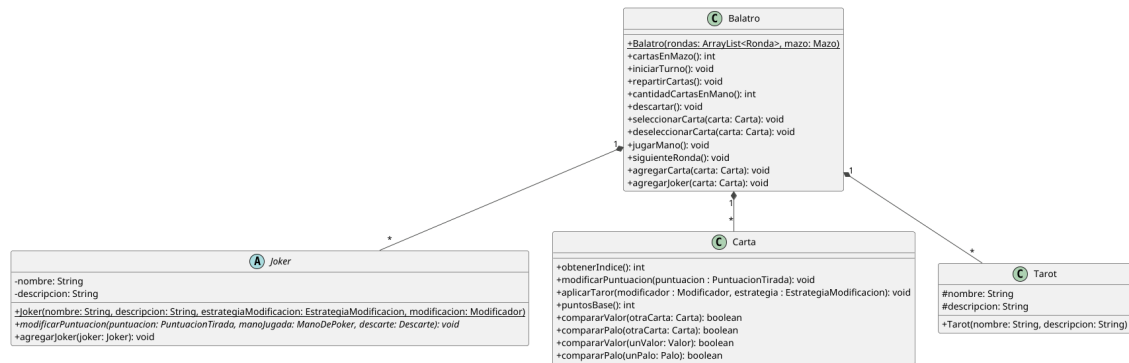 C Balatro
+Balatro(rondas: ArrayList<Ronda>, mazo: Mazo)
+cartasEnMazo(): int
+iniciarTurno(): void
+repartirCartas(): void
+cantidadCartasEnMano(): int
+descartar(): void
+seleccionarCarta(carta: Carta): void
+deseleccionarCarta(carta: Carta): void
+jugarMano(): void
+siguienteRonda(): void
+agregarCarta(carta: Carta): void
+agregarJoker(carta: Carta): void
1
1
1
*
*
*
A Joker
-nombre: String
-descripcion: String
+Joker(nombre: String, descripcion: String, estrategiaModificacion: EstrategiaModificacion, modificacion: Modificador)
+modificarPuntuacion(puntuacion: PuntuacionTirada, manoJugada: ManoDePoker, descarte: Descarte): void
+agregarJoker(joker: Joker): void
C Carta
+obtenerIndice(): int
+modificarPuntuacion(puntuacion : PuntuacionTirada): void
+aplicarTaror(modificador : Modificador, estrategia : EstrategiaModificacion): void
+puntosBase(): int
+compararValor(otraCarta: Carta): boolean
+compararPalo(otraCarta: Carta): boolean
+compararValor(unValor: Valor): boolean
+compararPalo(unPalo: Palo): boolean
C Tarot
#nombre: String
#descripcion: String
+Tarot(nombre: String, descripcion: String)